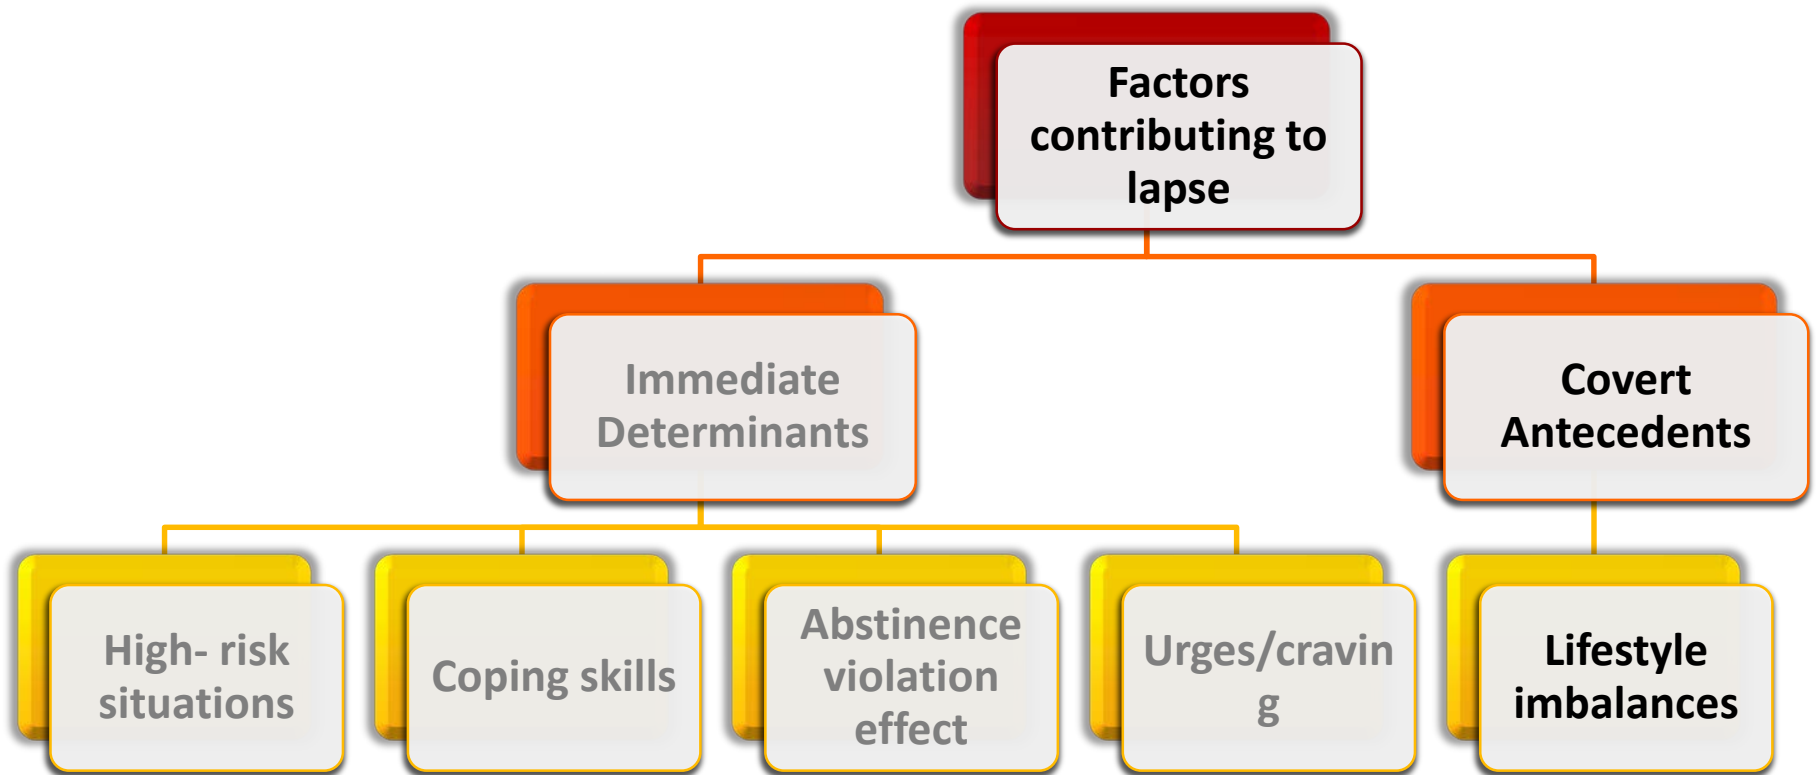 Factors
contributing to
lapse
Immediate
Determinants
Covert
Antecedents
High- risk
situations
Coping skills
Abstinence
violation
effect
Urges/cravin
g
Lifestyle
imbalances